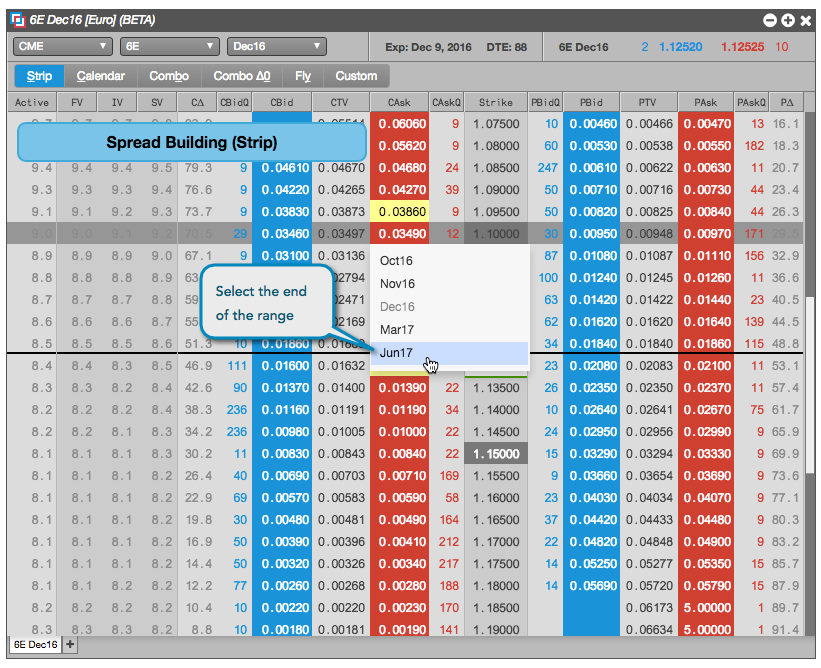 6E Dec16 [Euro] (BETA)
CME 6E Dec16 Exp: Dec 9, 2016 DTE: 88 6E Dec16 2 1.12520 1.12525 10
Strip Calendar Combo Combo Δ0 Fly Custom
Active FV IV SV CΔ CBidQ CBid CTV CAsk CAskQ Strike PBidQ PBid PTV PAsk PAskQ PΔ
0.06060 9 1.07500 10 0.00460 0.00466 0.00470 13 16.1
Spread Building (Strip)
0.05620 9 1.08000 60 0.00530 0.00538 0.00550 182 18.3
9.4 9.4 9.4 9.5 79.3 9 0.04610 0.04670 0.04680 24 1.08500 247 0.00610 0.00622 0.00630 11 20.7
9.3 9.3 9.3 9.4 76.6 9 0.04220 0.04265 0.04270 39 1.09000 50 0.00710 0.00716 0.00730 44 23.4
9.1 9.1 9.2 9.3 73.7 9 0.03830 0.03873 0.03860 9 1.09500 50 0.00820 0.00825 0.00840 44 26.3
9.0 9.0 9.1 9.2 70.5 29 0.03460 0.03497 0.03490 12 1.10000 30 0.00950 0.00948 0.00970 171 29.5
8.9 8.9 8.9 9.0 67.1 9 0.03100 0.03136 Oct16 87 0.01080 0.01087 0.01110 156 32.9
8.8 8.8 8.8 8.9 02794 Nov16 100 0.01240 0.01245 0.01260 11 36.6
Select the end
of the range
8.7 8.7 8.7 8.8 02471 Dec16 63 0.01420 0.01422 0.01440 23 40.5
8.6 8.6 8.6 8.7 02169 Mar17 62 0.01620 0.01620 0.01640 139 44.5
8.5 8.5 8.5 8.6 51.3 10 0.01860 Jun17 34 0.01840 0.01840 0.01860 115 48.8
8.4 8.4 8.3 8.5 46.9 111 0.01600 0.01632 23 0.02080 0.02083 0.02100 11 53.1
8.3 8.3 8.2 8.4 42.6 90 0.01370 0.01400 0.01390 22 1.13500 26 0.02350 0.02350 0.02370 11 57.4
8.2 8.2 8.2 8.4 38.3 236 0.01160 0.01191 0.01190 34 1.14000 10 0.02640 0.02641 0.02670 75 61.7
8.2 8.2 8.1 8.3 34.2 236 0.00980 0.01005 0.01000 22 1.14500 24 0.02950 0.02956 0.02990 9 65.9
8.1 8.1 8.1 8.3 30.2 11 0.00830 0.00843 0.00840 22 1.15000 15 0.03290 0.03294 0.03330 9 69.9
8.1 8.1 8.1 8.2 26.4 40 0.00690 0.00703 0.00710 169 1.15500 9 0.03660 0.03654 0.03690 9 73.6
8.1 8.1 8.1 8.2 22.9 69 0.00570 0.00583 0.00590 58 1.16000 23 0.04030 0.04034 0.04070 9 77.1
8.1 8.1 8.1 8.2 19.8 30 0.00480 0.00481 0.00490 164 1.16500 37 0.04420 0.04433 0.04480 9 80.3
8.1 8.1 8.1 8.2 16.9 50 0.00390 0.00396 0.00410 212 1.17000 22 0.04820 0.04848 0.04900 9 83.2
8.1 8.1 8.1 8.2 14.4 50 0.00320 0.00326 0.00340 217 1.17500 14 0.05250 0.05277 0.05350 15 85.7
8.1 8.1 8.1 8.2 12.2 77 0.00260 0.00268 0.00280 188 1.18000 14 0.05690 0.05720 0.05790 15 87.9
8.2 8.2 8.1 8.2 10.4 10 0.00220 0.00220 0.00230 170 1.18500 0.06173 5.00000 1 89.7
8.3 8.3 8.1 8.2 8.8 10 0.00180 0.00181 0.00190 141 1.19000 0.06634 5.00000 1 91.4
6E Dec16 +